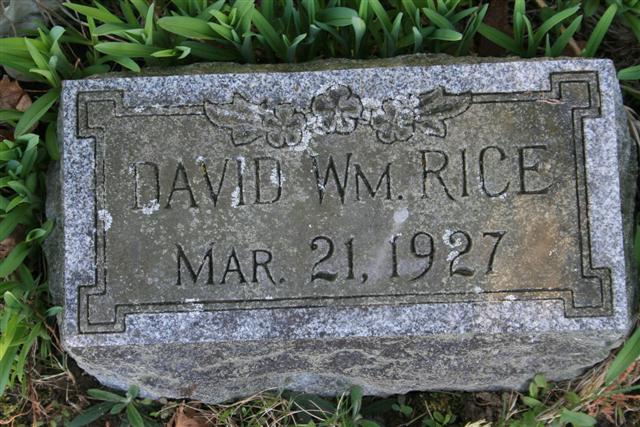 DAVID WM. RICE
MAR. 21, 1927